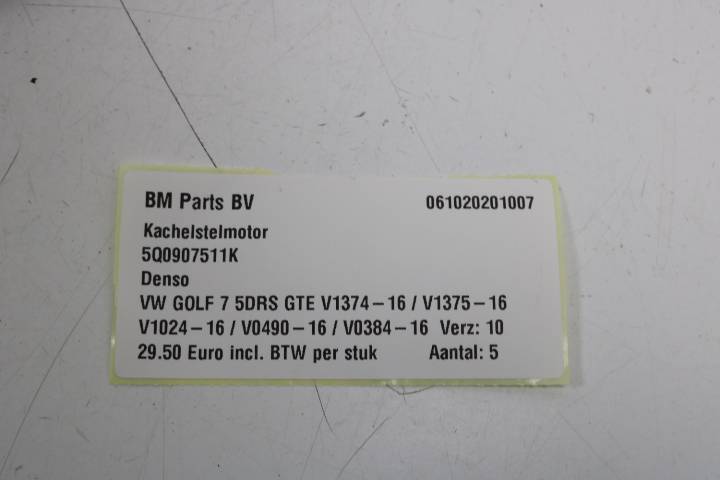 BM Parts BV 061020201007
Kachelstelmotor
5Q0907511K
Denso
VW GOLF 7 5DRS GTE V1374-16 / V1375-16
V1024-16 / V0490-16 / V0384-16 Verz: 10
29.50 Euro incl. BTW per stuk Aantal: 5